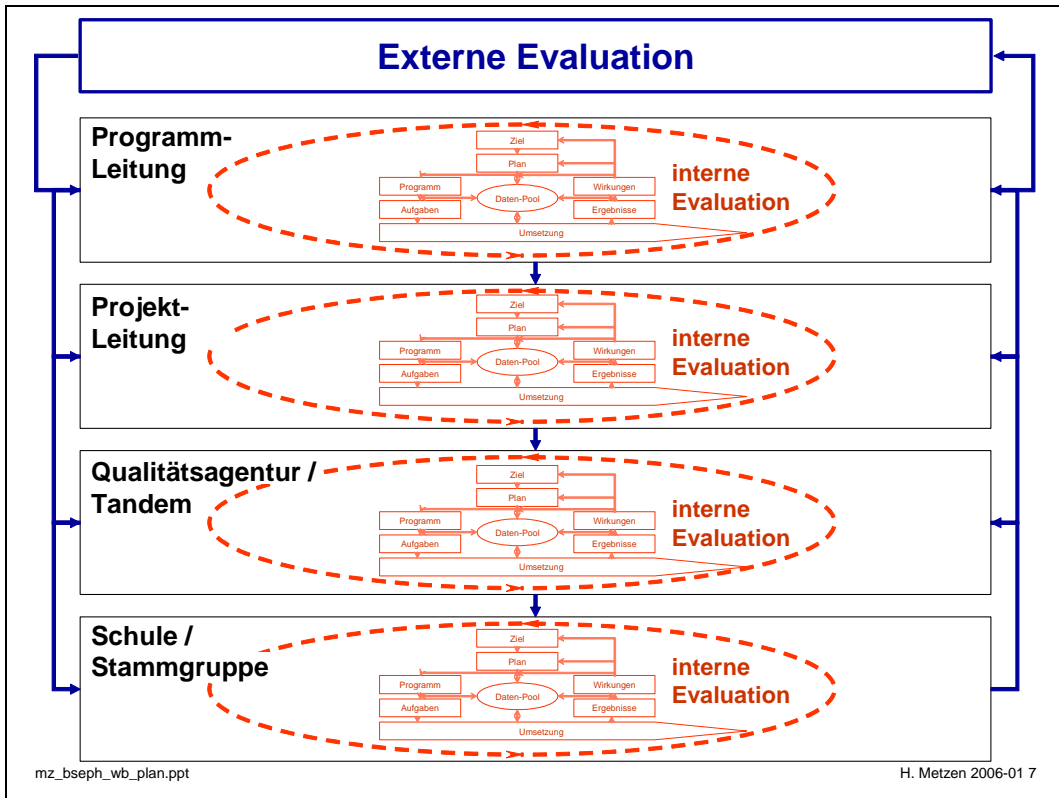 Externe Evaluation
Programm-
Leitung
Ziel
Plan
Programm
Wirkungen
Daten-Pool
Aufgaben
Ergebnisse
Umsetzung
interne
Evaluation
Projekt-
Leitung
Ziel
Plan
Programm
Wirkungen
Daten-Pool
Aufgaben
Ergebnisse
Umsetzung
interne
Evaluation
Qualitätsagentur /
Tandem
Ziel
Plan
Programm
Wirkungen
Daten-Pool
Aufgaben
Ergebnisse
Umsetzung
interne
Evaluation
Schule /
Stammgruppe
Ziel
Plan
Programm
Wirkungen
Daten-Pool
Aufgaben
Ergebnisse
Umsetzung
interne
Evaluation
mz_bseph_wb_plan.ppt
H. Metzen 2006-01 7